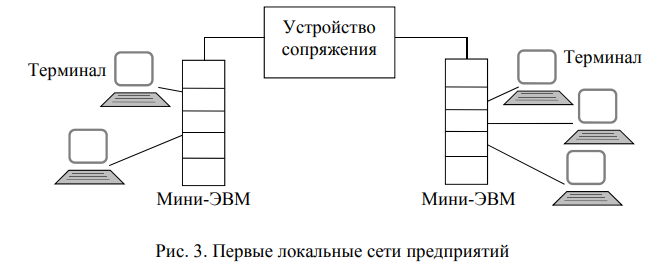 Устройство
сопряжения
Терминал
Терминал
Мини-ЭВМ
Мини-ЭВМ
Рис. 3. Первые локальные сети предприятий